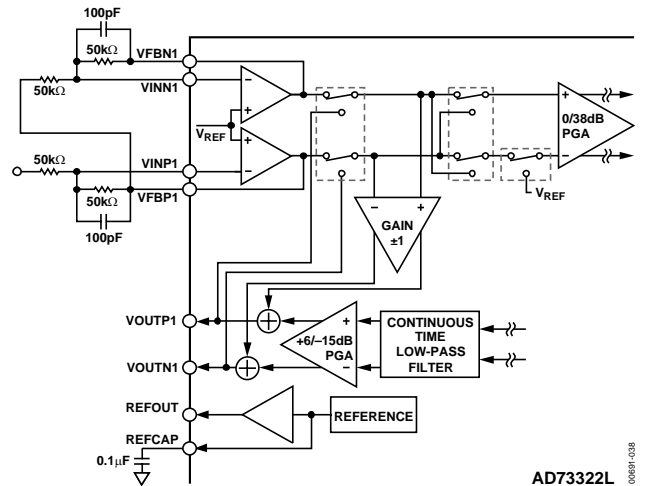 100pF
50kΩ
VFBN1
50kΩ
VINN1
VREF
50kΩ
VINP1
50kΩ
VFBP1
100pF
0/38dB
PGA
VREF
GAIN
±1
VOUTP1
+6/–15dB
PGA
CONTINUOUS
TIME
LOW-PASS
FILTER
VOUTN1
REFOUT
REFERENCE
REFCAP
0.1μF
AD73322L
00691-038